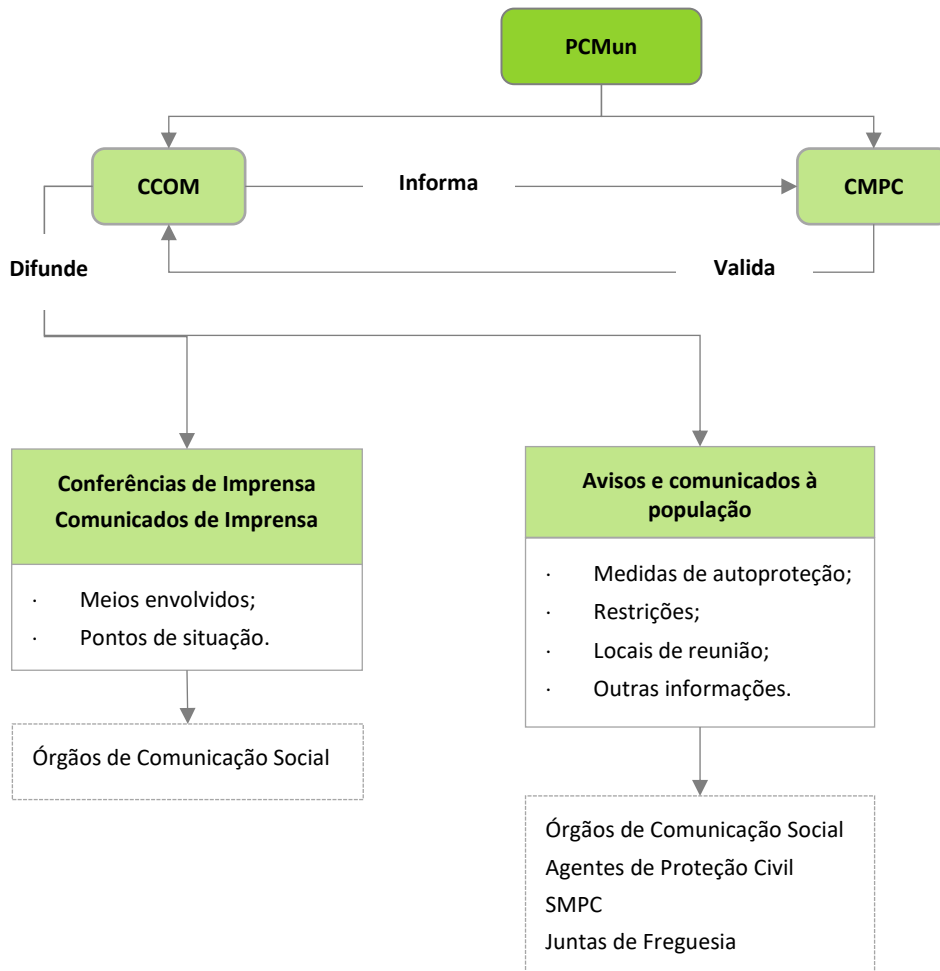 PCMun
CCOM
Informa
CMPC
Difunde
Valida
Conferências de Imprensa
Comunicados de Imprensa
· Meios envolvidos;
· Pontos de situação.
Órgãos de Comunicação Social
Avisos e comunicados à
população
· Medidas de autoproteção;
· Restrições;
· Locais de reunião;
· Outras informações.
Órgãos de Comunicação Social
Agentes de Proteção Civil
SMPC
Juntas de Freguesia